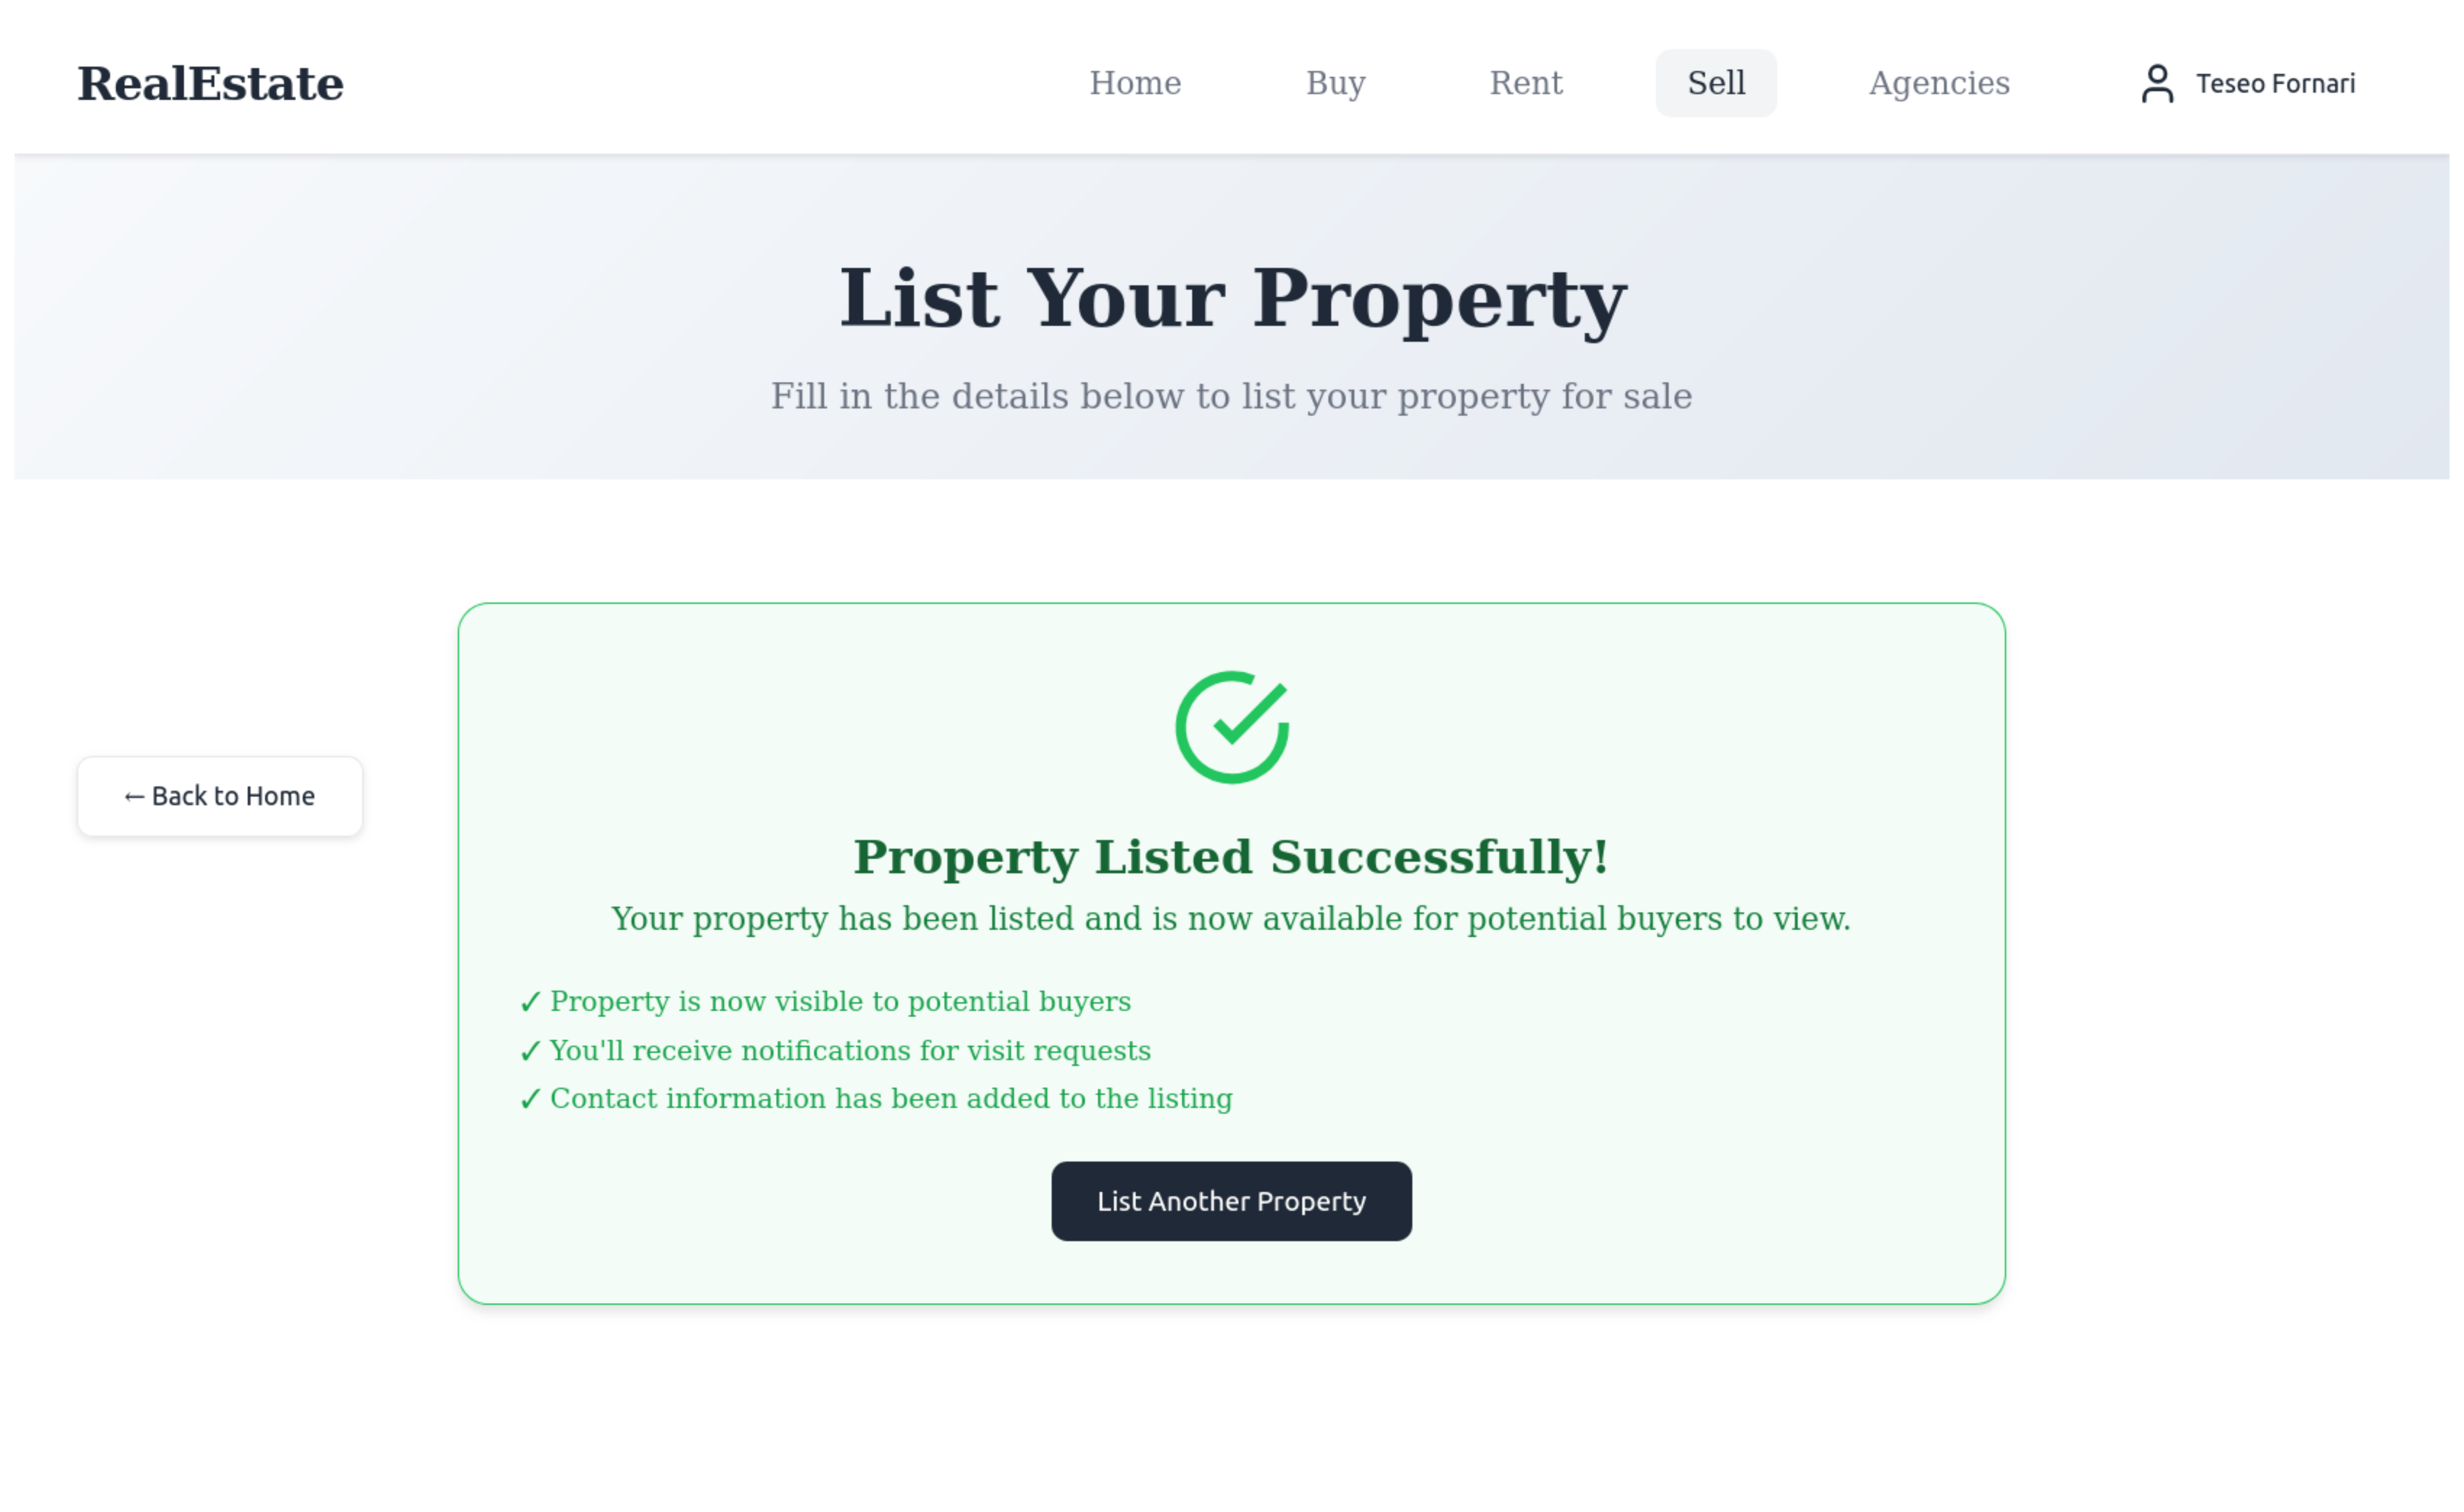 RealEstate
Home Buy Rent Sell Agencies Teseo Fornari
List Your Property
Fill in the details below to list your property for sale
← Back to Home
Property Listed Successfully!
Your property has been listed and is now available for potential buyers to view.
✓ Property is now visible to potential buyers
✓ You'll receive notifications for visit requests
✓ Contact information has been added to the listing
List Another Property